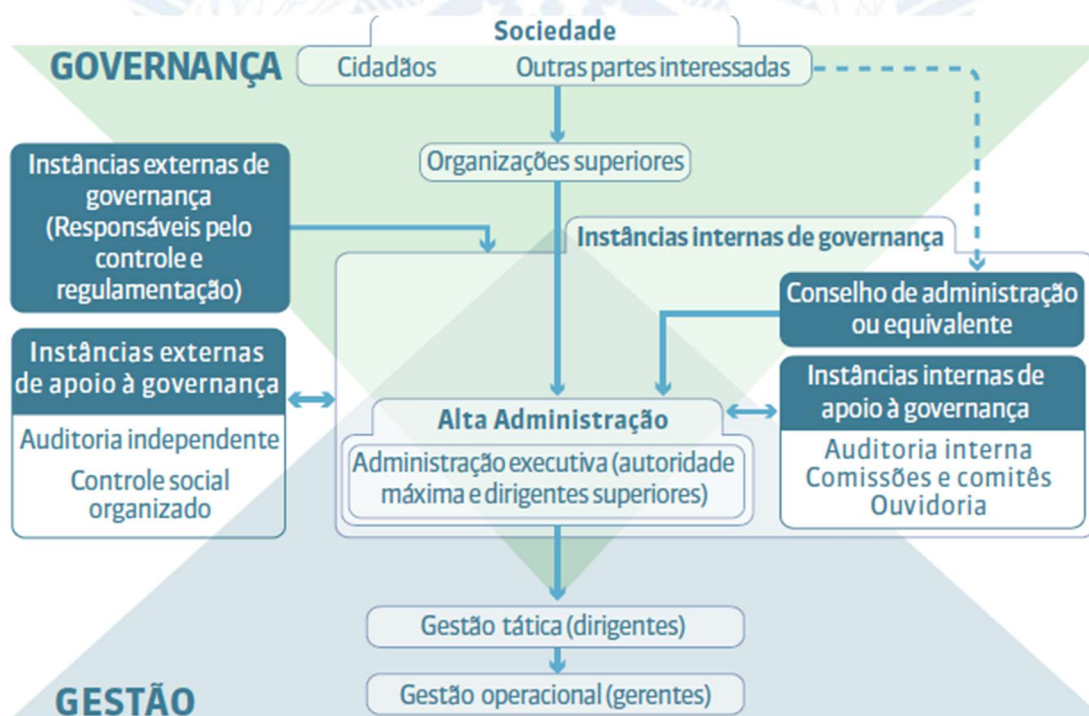 Sociedade
GOVERNANÇA
Cidadãos
Outras partes interessadas
Organizações superiores
Instâncias externas de
governança
(Responsáveis pelo
controle e
regulamentação)
Instâncias internas de governança
Conselho de administração
ou equivalente
Instâncias externas
de apoio à governança
Auditoria independente
Controle social
organizado
Alta Administração
Administração executiva (autoridade
máxima e dirigentes superiores)
Instâncias internas de
apoio à governança
Auditoria interna
Comissões e comitês
Ouvidoria
Gestão tática (dirigentes)
Gestão operacional (gerentes)
GESTÃO